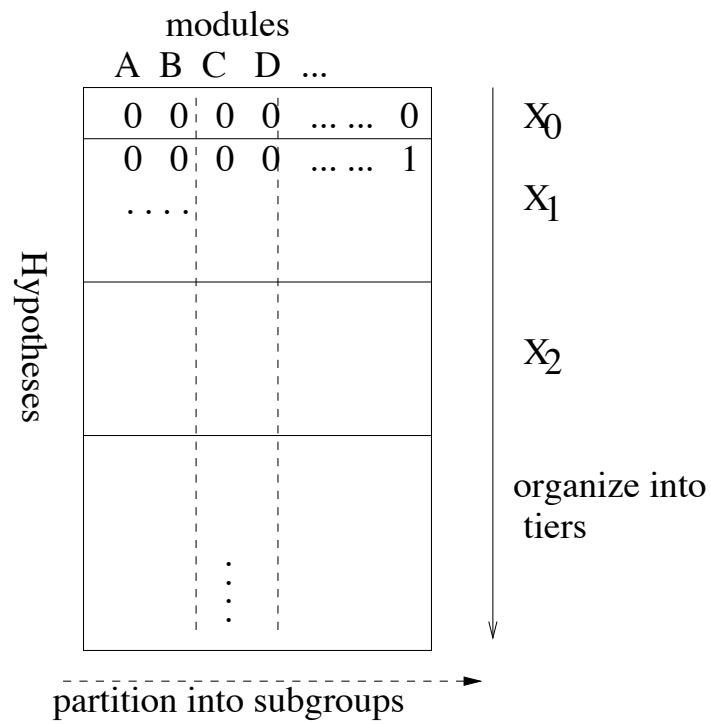 modules
A B C D ...
0 0 0 0 ... ... 0
X0
0 0 0 0 ... ... 1
. . . .
X1
Hypotheses
X2
organize into
tiers
partition into subgroups